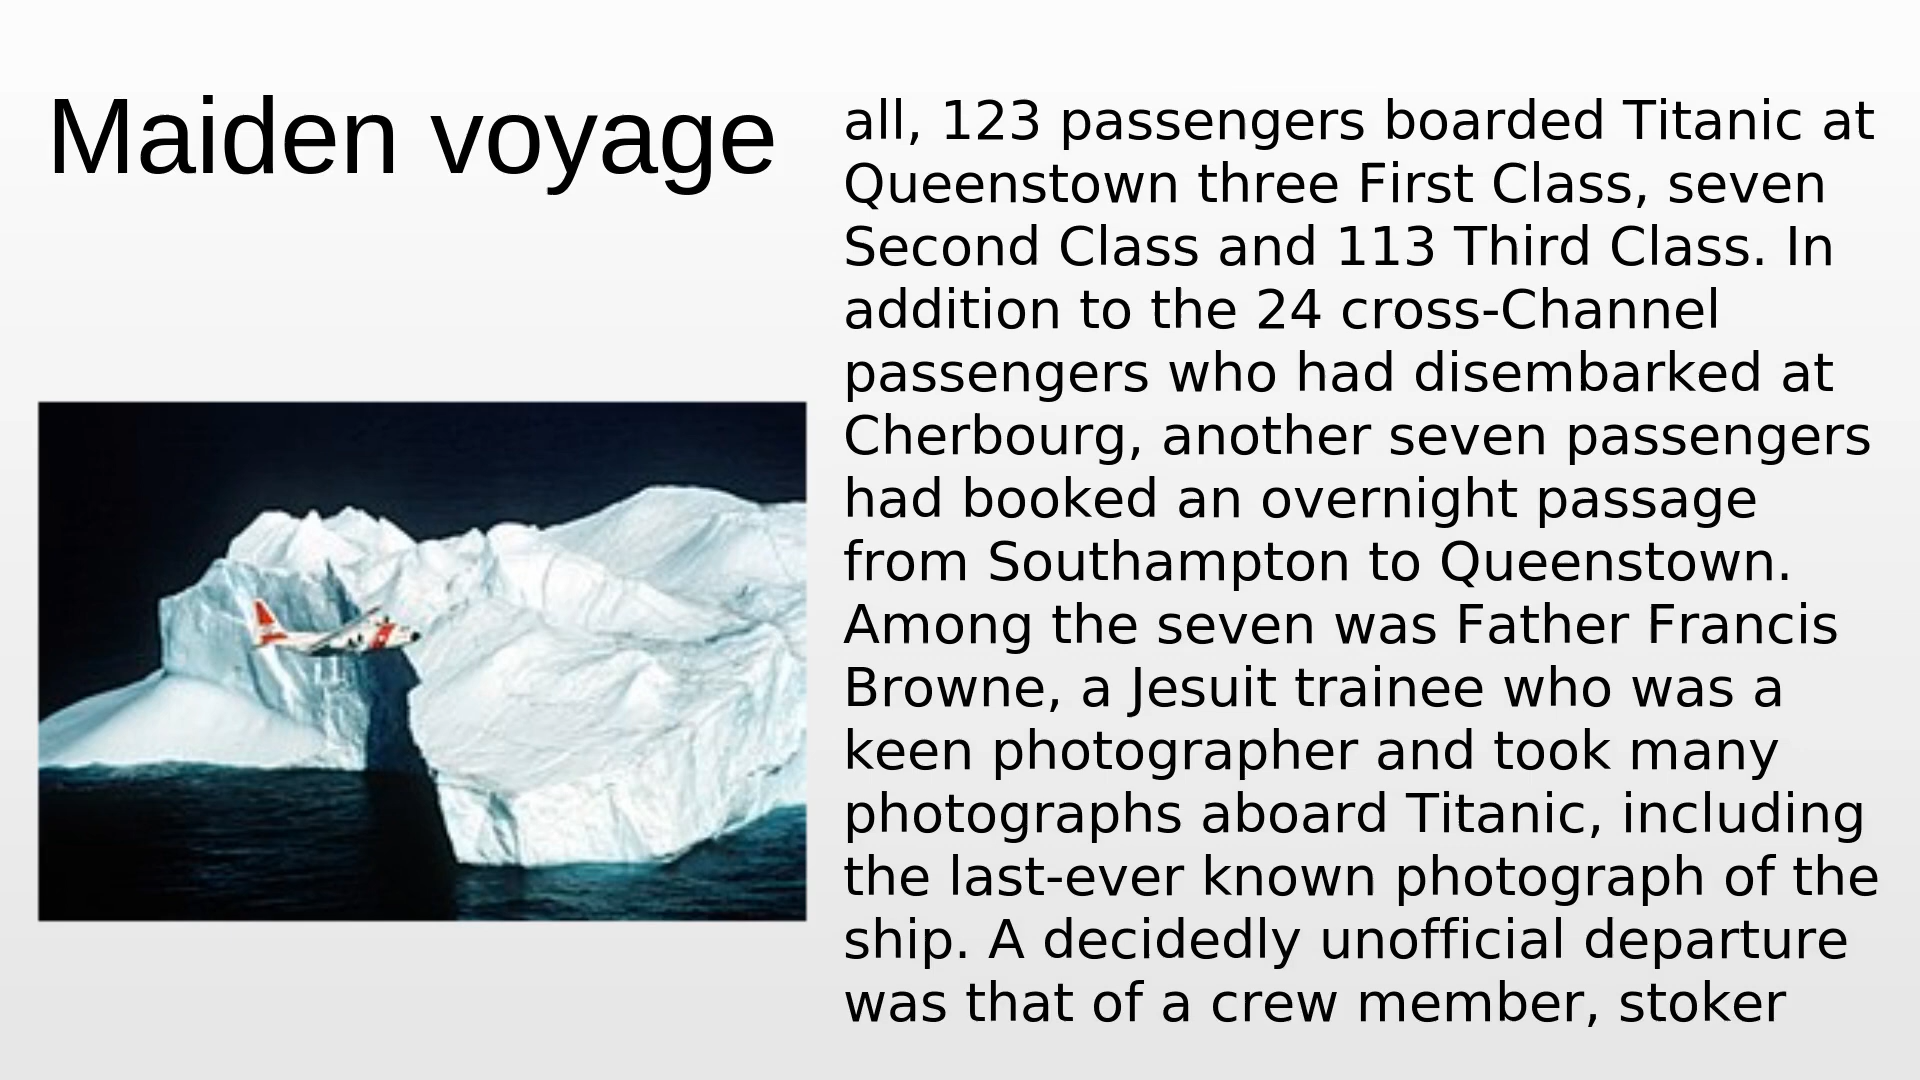 Maiden voyage
all, 123 passengers boarded Titanic at
Queenstown three First Class, seven
Second Class and 113 Third Class. In
addition to the 24 cross-Channel
passengers who had disembarked at
Cherbourg, another seven passengers
had booked an overnight passage
from Southampton to Queenstown.
Among the seven was Father Francis
Browne, a Jesuit trainee who was a
keen photographer and took many
photographs aboard Titanic, including
the last-ever known photograph of the
ship. A decidedly unofficial departure
was that of a crew member, stoker